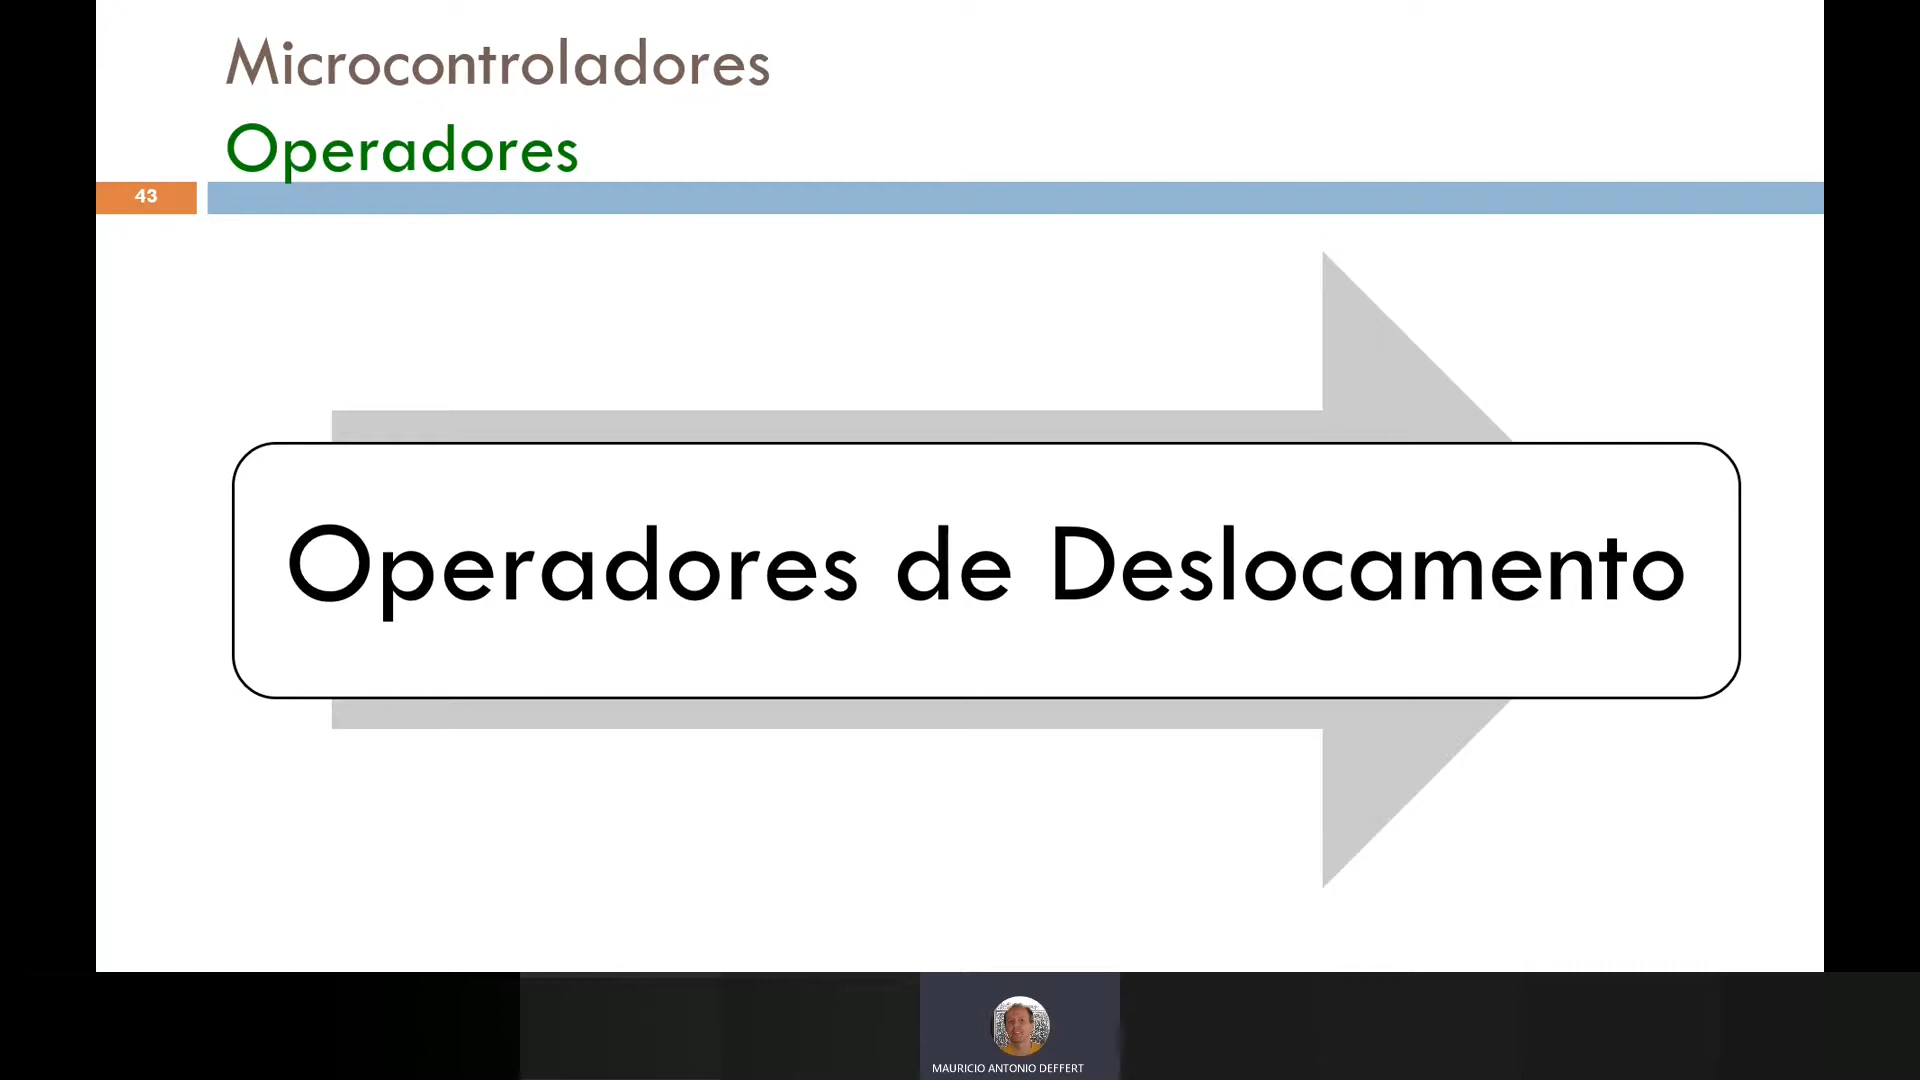 Microcontroladores
Operadores
43
Operadores de Deslocamento
MAURICIO ANTONIO DEFFERT